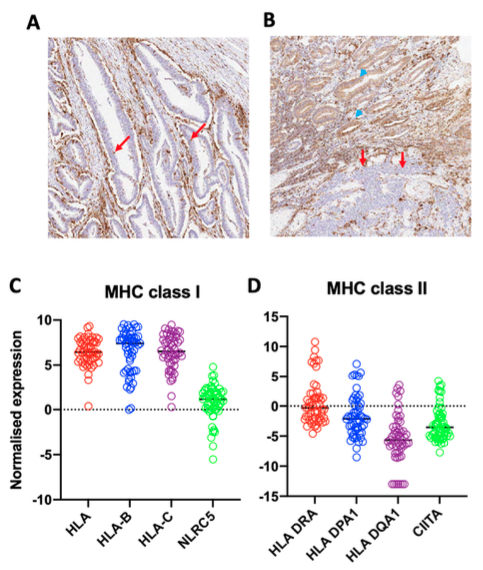 A
B
C
MHC class I
Normalised expression
10
5
0
-5
-10
HLA
HLA-B
HLA-C
NLRC5
D
MHC class II
15
10
5
0
-5
-10
-15
HLA DRA
HLA DPA1
HLA DQA1
CIITA